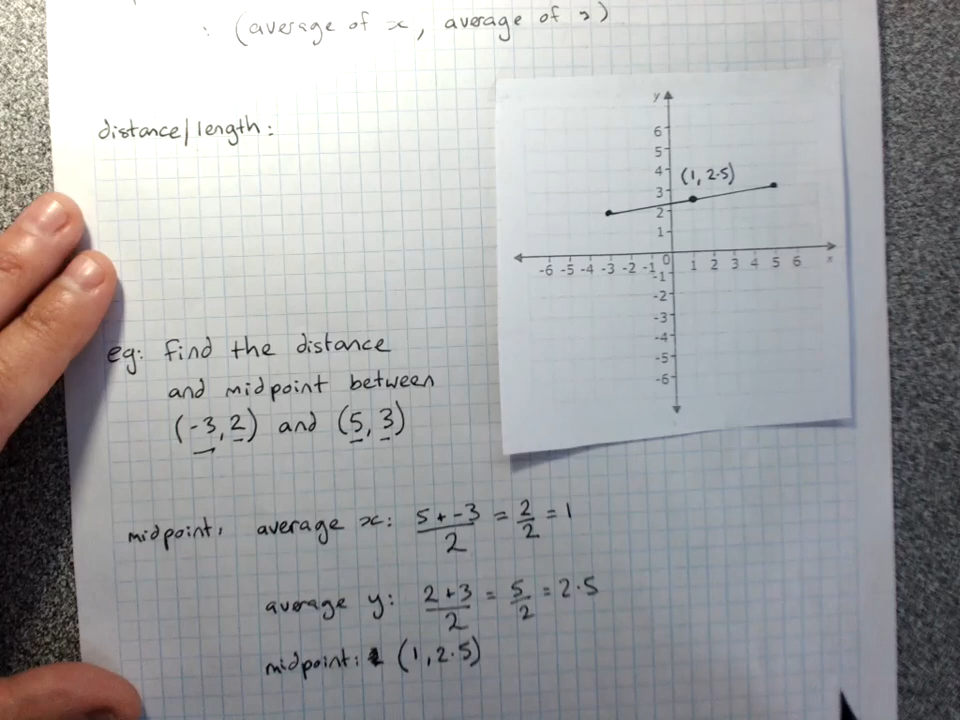 : (average of x, average of y)
distance/length:
y
6
5
4
3
2
1
0
(1, 2.5)
-6 -5 -4 -3 -2 -1 1 2 3 4 5 6 x
-1
-2
-3
-4
-5
-6
eg: find the distance
and midpoint between
(-3, 2) and (5, 3)
midpoint, average x: 5 + -3 / 2 = 2/2 = 1
average y: 2 + 3 / 2 = 5/2 = 2.5
midpoint: (1, 2.5)